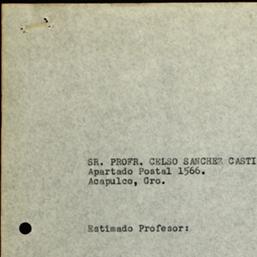 SR. PROFR. CELSO SANCHEZ CASTI
Apartado Postal 1566.
Acapulco, Gro.
Estimado Profesor: